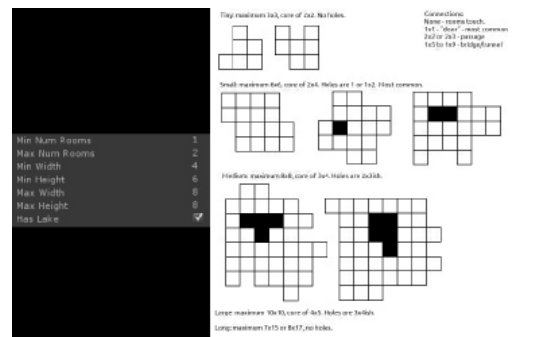 Min Num Rooms 1
Max Num Rooms 2
Min Width 4
Min Height 6
Max Width 8
Max Height 8
Has Lake
Tiny: maximum 3x3, core of 2x2. No holes.
Small: maximum 6x6, core of 2x4. Holes are 1 or 1x2. Most common.
Medium: maximum 8x8, core of 3x4. Holes are 2x3ish.
Large: maximum 10x10, core of 4x5. Holes are 3x4ish.
Long: maximum 7x15 or 8x17, no holes.
Connections:
None - rooms touch.
1x1 - "door" - most common
2x2 or 2x3 - passage
1x5 to 1x9 - bridge/tunnel